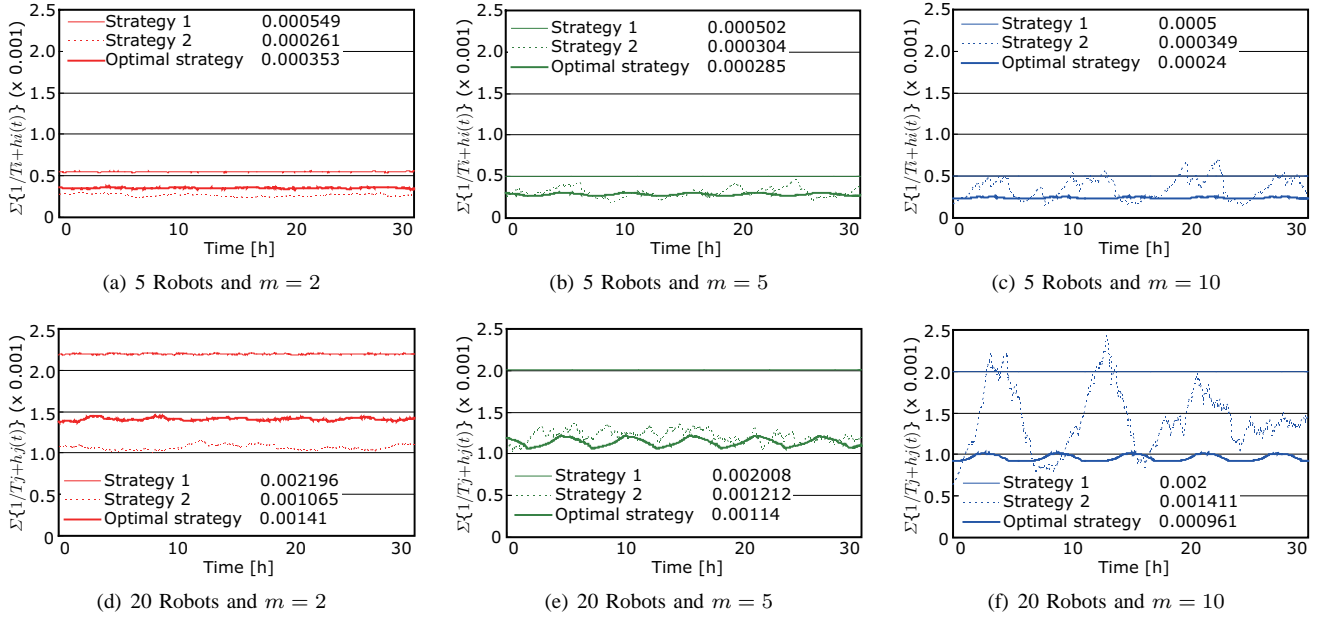 Σ{1/Ti+hi(t)} (x 0.001)
2.5
2.0
1.5
1.0
0.5
0
Strategy 1 0.000549
Strategy 2 0.000261
Optimal strategy 0.000353
0 10 20 30
Time [h]
(a) 5 Robots and m = 2
Σ{1/Ti+hi(t)} (x 0.001)
2.5
2.0
1.5
1.0
0.5
0
Strategy 1 0.000502
Strategy 2 0.000304
Optimal strategy 0.000285
0 10 20 30
Time [h]
(b) 5 Robots and m = 5
Σ{1/Ti+hi(t)} (x 0.001)
2.5
2.0
1.5
1.0
0.5
0
Strategy 1 0.0005
Strategy 2 0.000349
Optimal strategy 0.00024
0 10 20 30
Time [h]
(c) 5 Robots and m = 10
Σ{1/Tj+hj(t)} (x 0.001)
2.5
2.0
1.5
1.0
0.5
0
Strategy 1 0.002196
Strategy 2 0.001065
Optimal strategy 0.00141
0 10 20 30
Time [h]
(d) 20 Robots and m = 2
Σ{1/Tj+hj(t)} (x 0.001)
2.5
2.0
1.5
1.0
0.5
0
Strategy 1 0.002008
Strategy 2 0.001212
Optimal strategy 0.00114
0 10 20 30
Time [h]
(e) 20 Robots and m = 5
Σ{1/Tj+hj(t)} (x 0.001)
2.5
2.0
1.5
1.0
0.5
0
Strategy 1 0.002
Strategy 2 0.001411
Optimal strategy 0.000961
0 10 20 30
Time [h]
(f) 20 Robots and m = 10